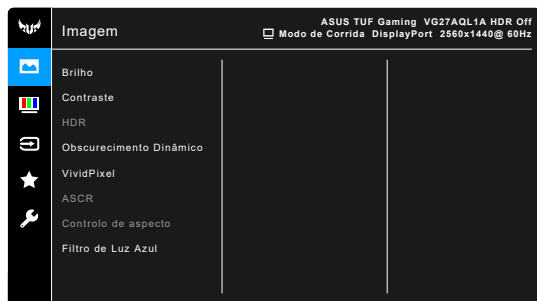 Imagem
ASUS TUF Gaming VG27AQL1A HDR Off
Modo de Corrida DisplayPort 2560x1440@ 60Hz
Brilho
Contraste
HDR
Obscurecimento Dinâmico
VividPixel
ASCR
Controlo de aspecto
Filtro de Luz Azul